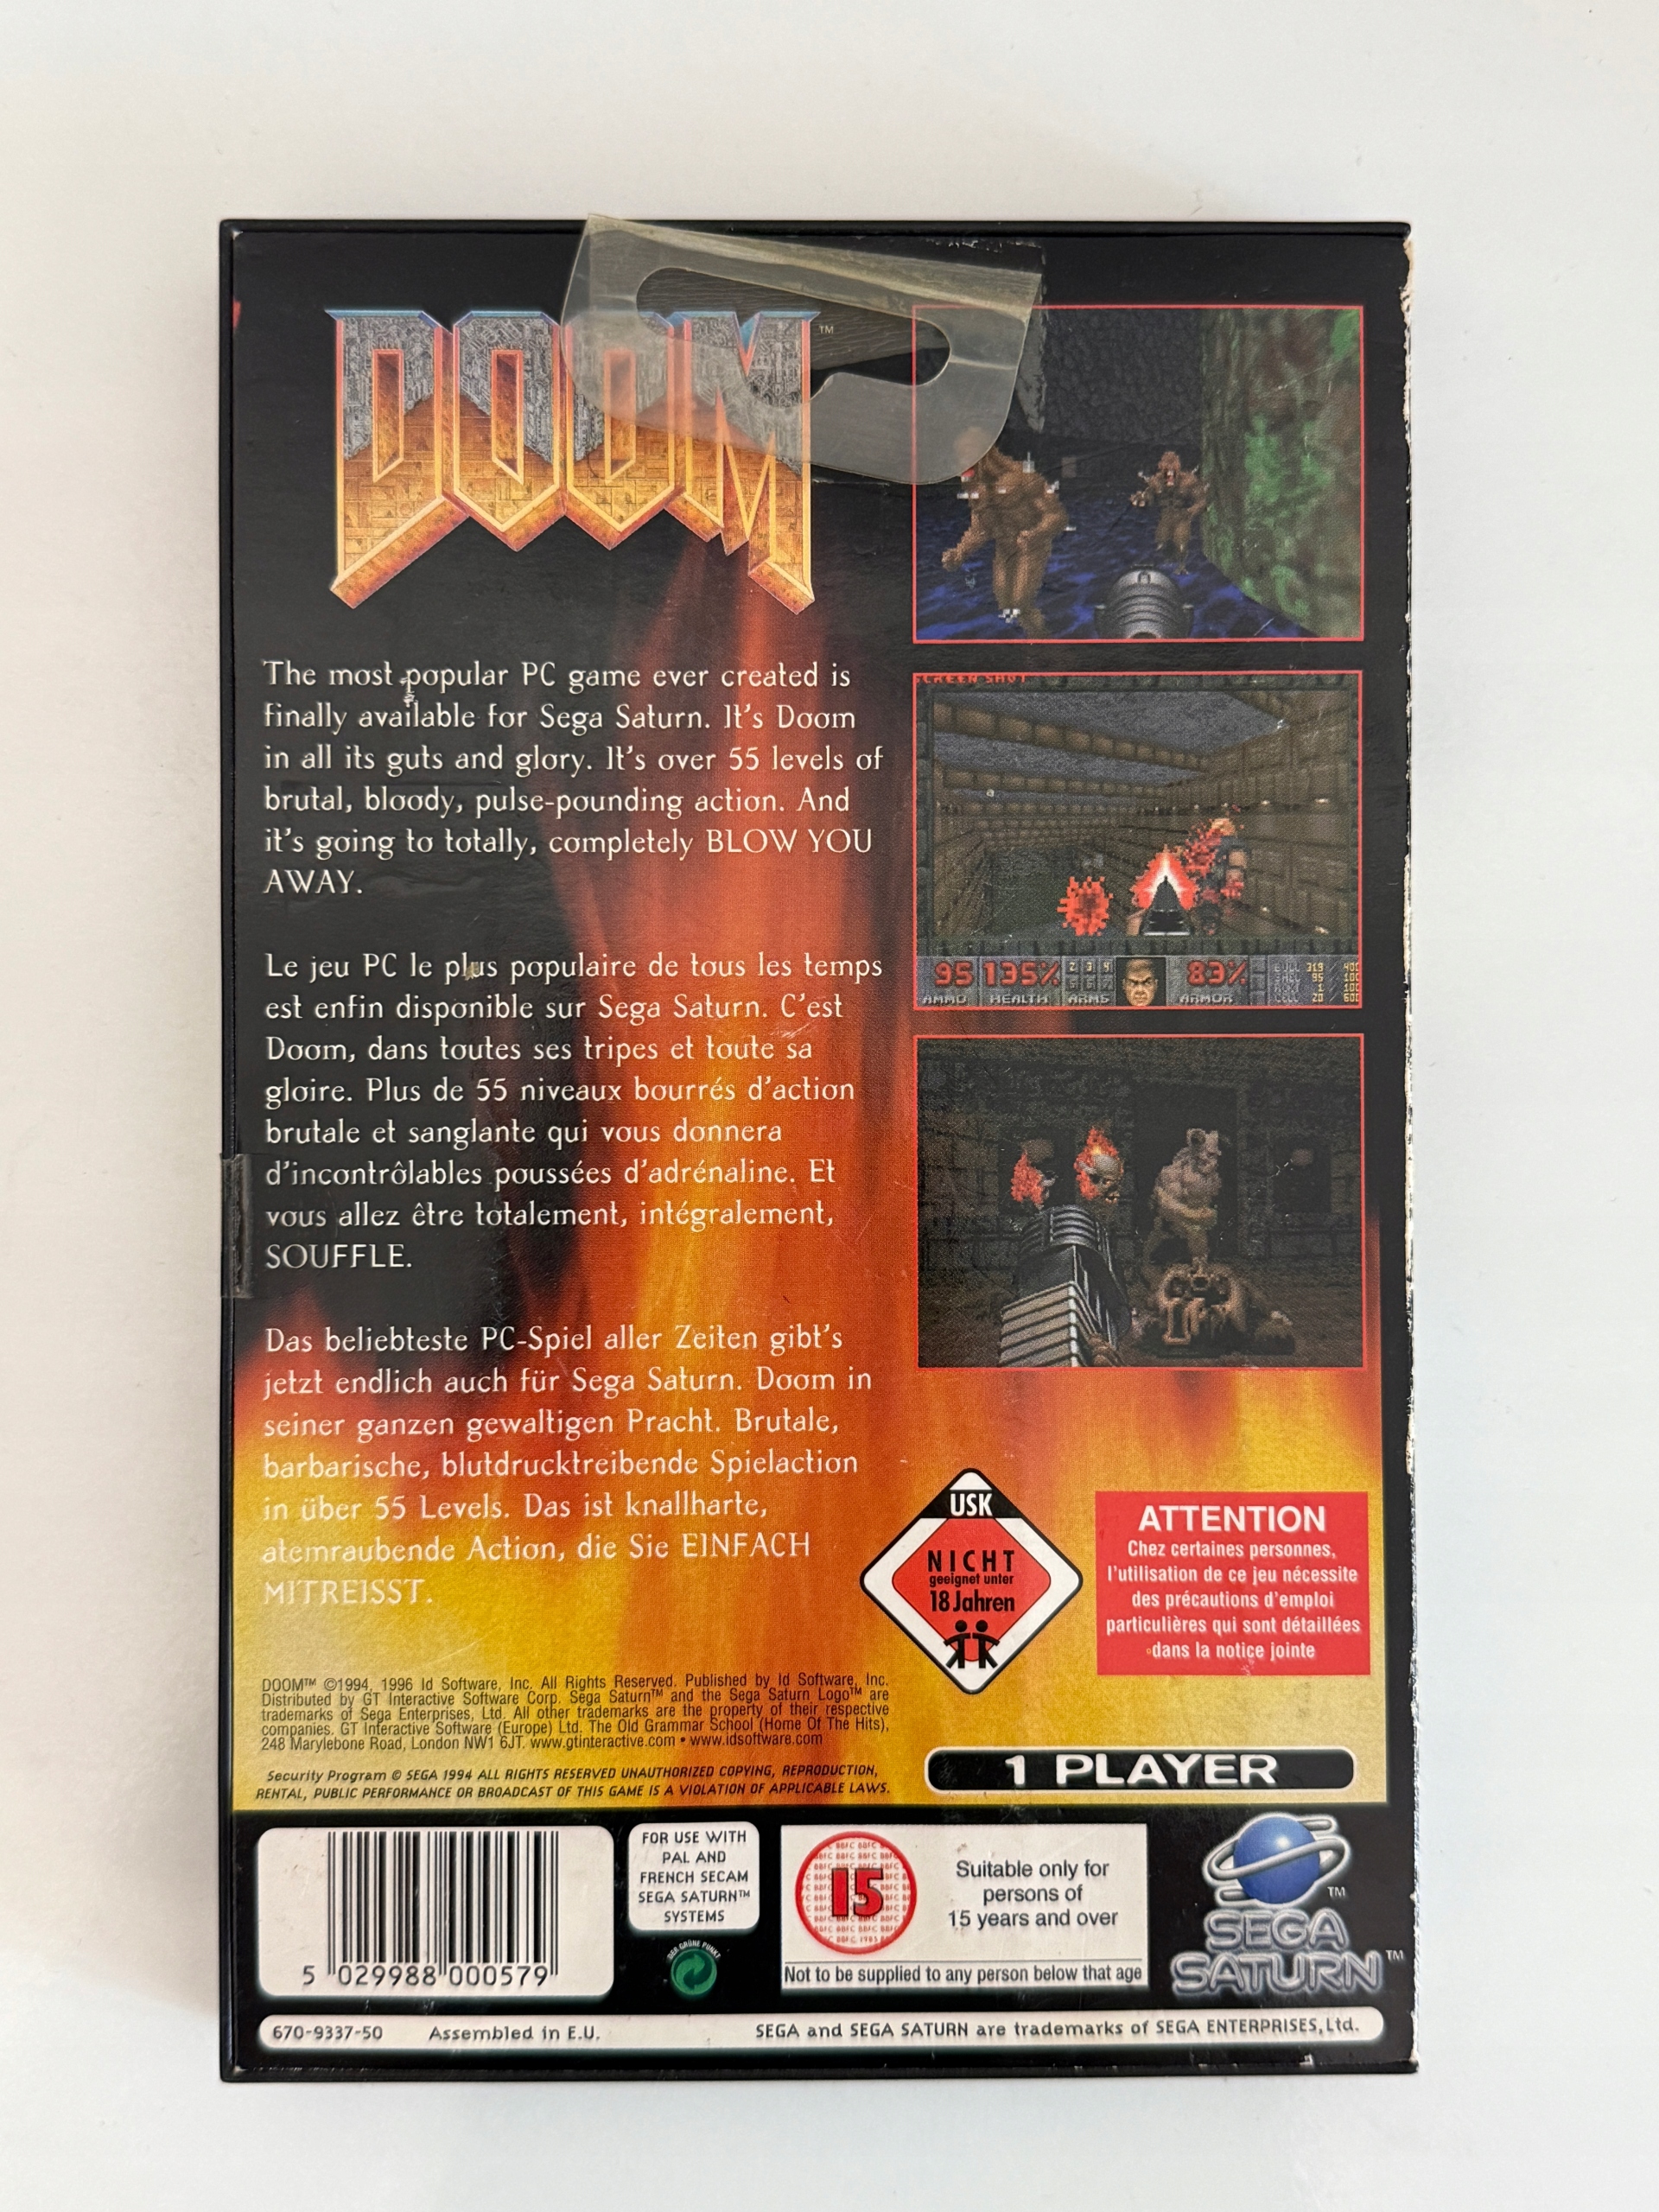 DOOM™
The most popular PC game ever created is
finally available for Sega Saturn. It's Doom
in all its guts and glory. It's over 55 levels of
brutal, bloody, pulse-pounding action. And
it's going to totally, completely BLOW YOU
AWAY.
Le jeu PC le plus populaire de tous les temps
est enfin disponible sur Sega Saturn. C'est
Doom, dans toutes ses tripes et toute sa
gloire. Plus de 55 niveaux bourrés d'action
brutale et sanglante qui vous donnera
d'incontrôlables poussées d'adrénaline. Et
vous allez être totalement, intégralement,
SOUFFLE.
Das beliebteste PC-Spiel aller Zeiten gibt's
jetzt endlich auch für Sega Saturn. Doom in
seiner ganzen gewaltigen Pracht. Brutale,
barbarische, blutdrucktreibende Spielaction
in über 55 Levels. Das ist knallharte,
atemraubende Action, die Sie EINFACH
MITREISST.
CREEN SHOT
95 135% 2 3 4 83%
AMMO HEALTH ARMS ARMOR
USK
NICHT
geeignet unter
18 Jahren
ATTENTION
Chez certaines personnes,
l'utilisation de ce jeu nécessite
des précautions d'emploi
particulières qui sont détaillées
dans la notice jointe
DOOM™ ©1994, 1996 Id Software, Inc. All Rights Reserved. Published by Id Software, Inc.
Distributed by GT Interactive Software Corp. Sega Saturn™ and the Sega Saturn Logo™ are
trademarks of Sega Enterprises, Ltd. All other trademarks are the property of their respective
companies. GT Interactive Software (Europe) Ltd. The Old Grammar School (Home Of The Hits),
248 Marylebone Road, London NW1 6JT. www.gtinteractive.com • www.idsoftware.com
Security Program © SEGA 1994 ALL RIGHTS RESERVED UNAUTHORIZED COPYING, REPRODUCTION,
RENTAL, PUBLIC PERFORMANCE OR BROADCAST OF THIS GAME IS A VIOLATION OF APPLICABLE LAWS.
1 PLAYER
5 029988 000579
FOR USE WITH
PAL AND
FRENCH SECAM
SEGA SATURN™
SYSTEMS
DER GRÜNE PUNKT
15
Suitable only for
persons of
15 years and over
Not to be supplied to any person below that age
SEGA
SATURN™
670-9337-50 Assembled in E.U. SEGA and SEGA SATURN are trademarks of SEGA ENTERPRISES, Ltd.